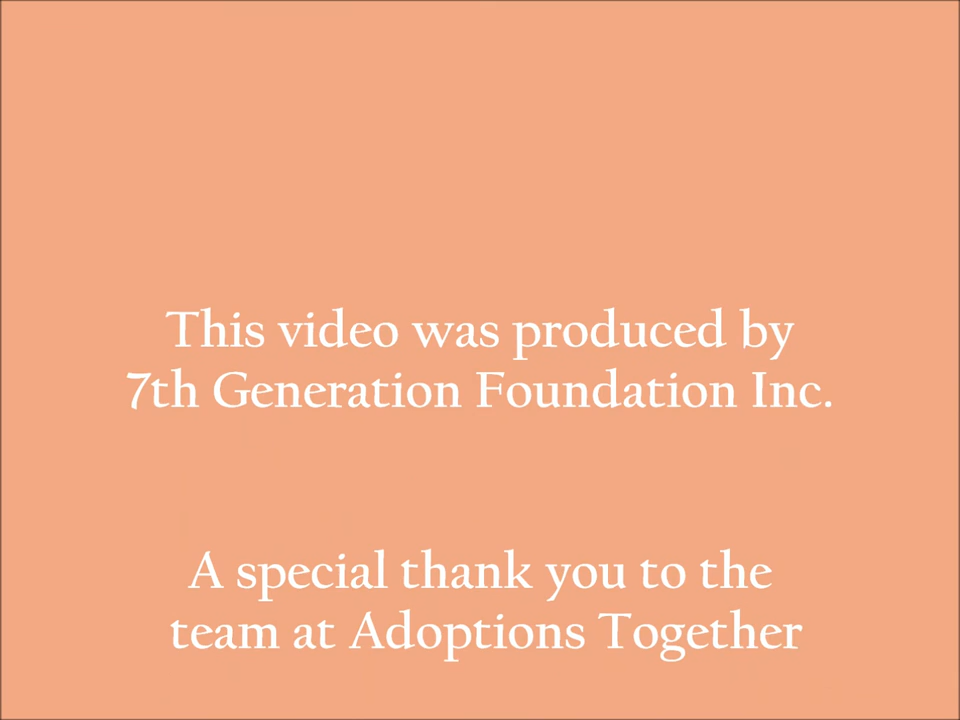 This video was produced by
7th Generation Foundation Inc.
A special thank you to the
team at Adoptions Together